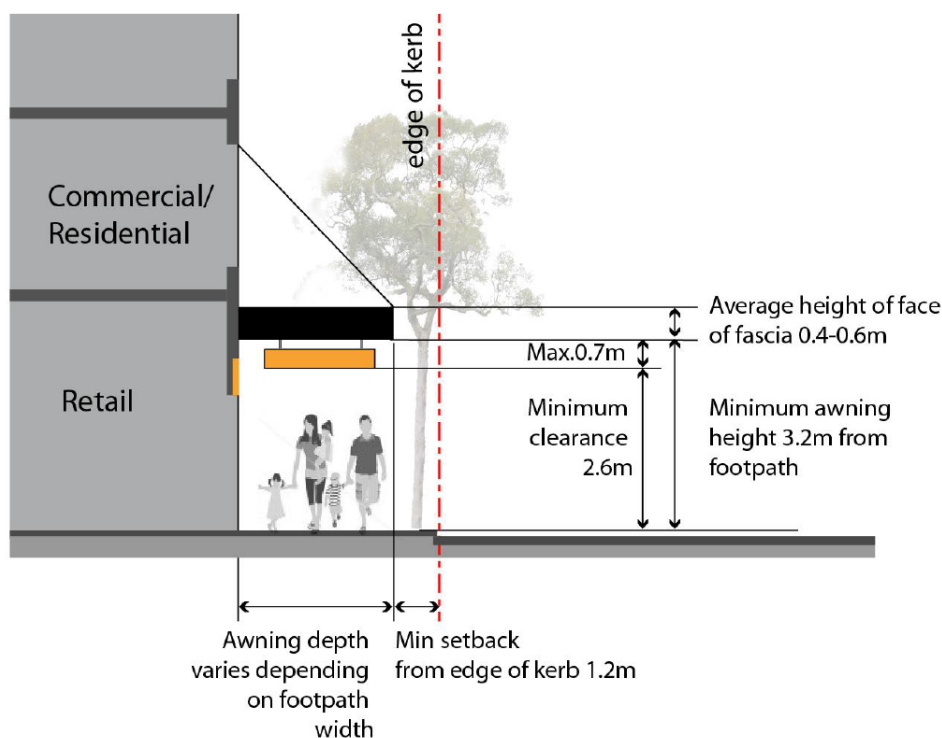 edge of kerb
Commercial/
Residential
Average height of face
of fascia 0.4-0.6m
Max.0.7m
Retail
Minimum
clearance
2.6m
Minimum awning
height 3.2m from
footpath
Awning depth
varies depending
on footpath
width
Min setback
from edge of kerb 1.2m